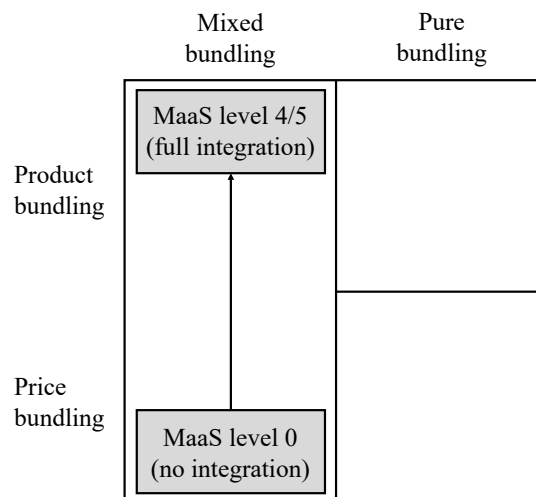 Mixed
bundling
Pure
bundling
MaaS level 4/5
(full integration)
Product
bundling
Price
bundling
MaaS level 0
(no integration)